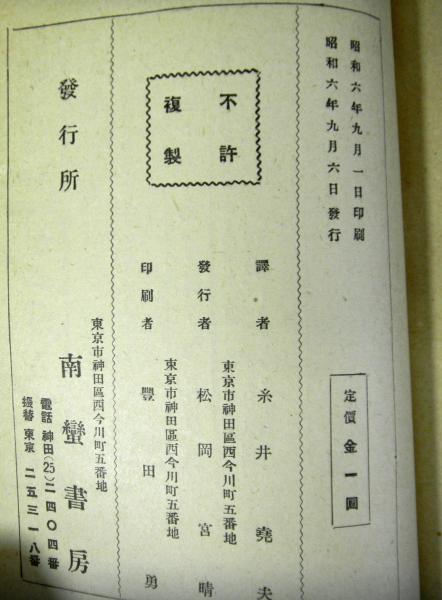 昭和六年九月一日印刷
昭和六年九月六日發行
定價金一圓
不許
複製
譯者 糸井堯夫
東京市神田區西今川町五番地
發行者 松岡宮晴
東京市神田區西今川町五番地
印刷者 豐田勇
發行所
東京市神田區西今川町五番地
南蠻書房
電話 神田(25)二四〇四番
振替 東京 二五三一八番